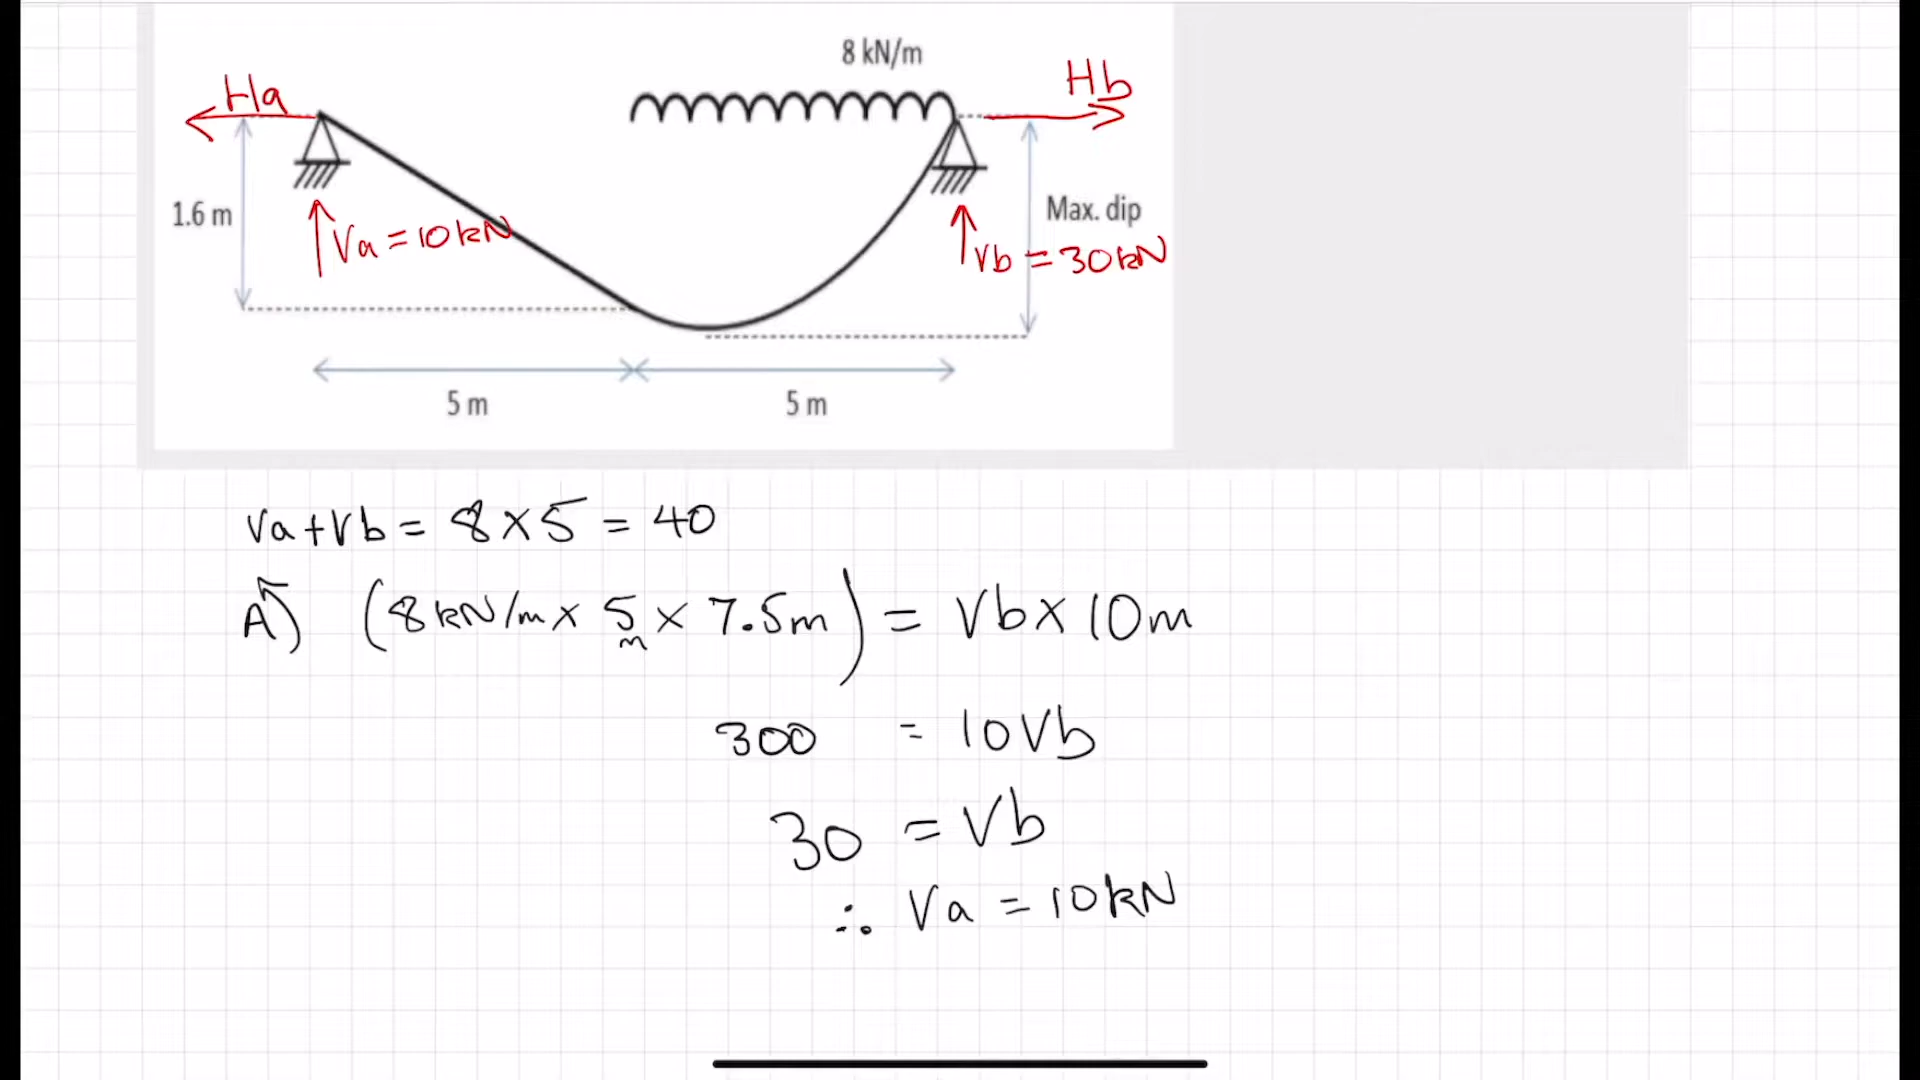 8 kN/m
Ha
Hb
1.6 m
Va = 10kN
Max. dip
Vb = 30kN
5 m
5 m
Va + Vb = 8 × 5 = 40
A) (8kN/m × 5m × 7.5m) = Vb × 10m
300 = 10Vb
30 = Vb
∴ Va = 10kN